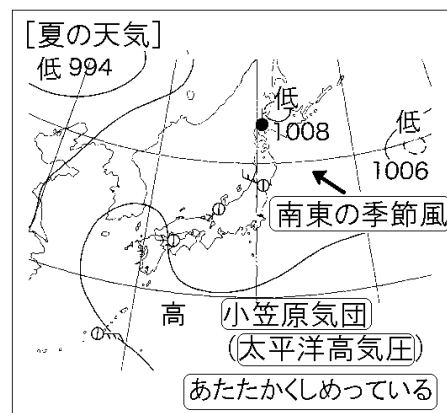 [夏の天気]
低 994
低
1008
低
1006
南東の季節風
高 小笠原気団
(太平洋高気圧)
あたたかくしめっている